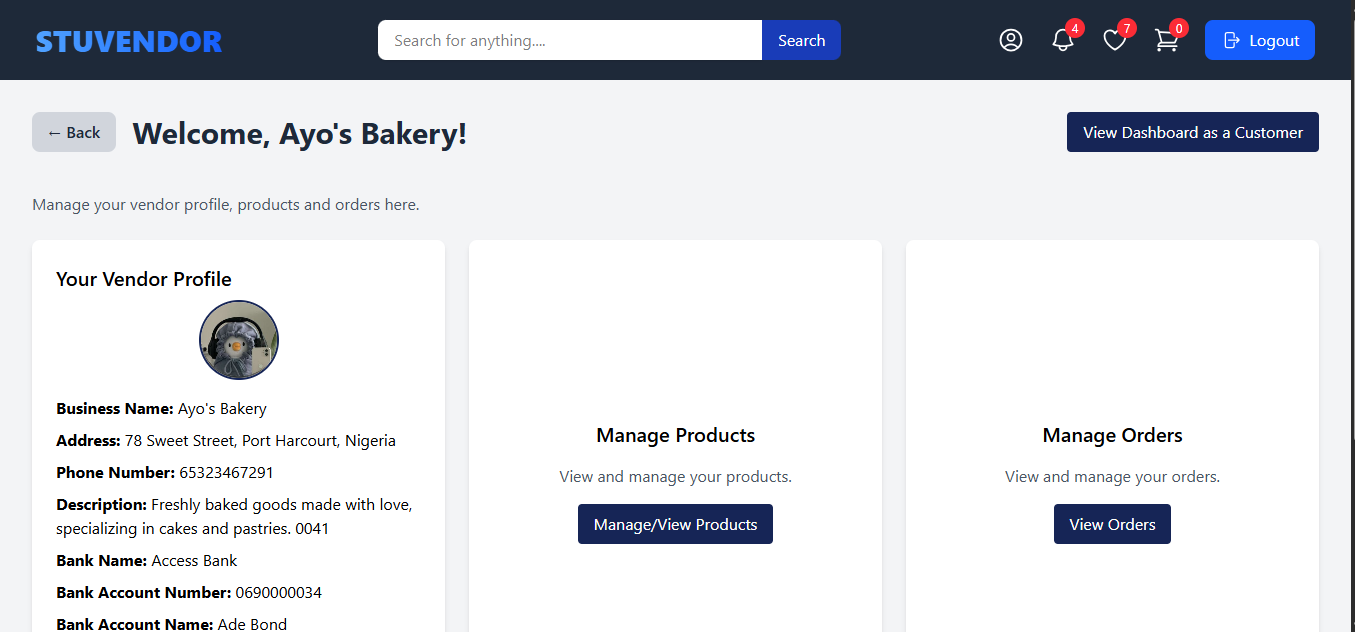 STUVENDOR
Search for anything....
Search
4
7
0
Logout
← Back
Welcome, Ayo's Bakery!
View Dashboard as a Customer
Manage your vendor profile, products and orders here.
Your Vendor Profile
Business Name: Ayo's Bakery
Address: 78 Sweet Street, Port Harcourt, Nigeria
Phone Number: 65323467291
Description: Freshly baked goods made with love,
specializing in cakes and pastries. 0041
Bank Name: Access Bank
Bank Account Number: 0690000034
Bank Account Name: Ade Bond
Manage Products
View and manage your products.
Manage/View Products
Manage Orders
View and manage your orders.
View Orders